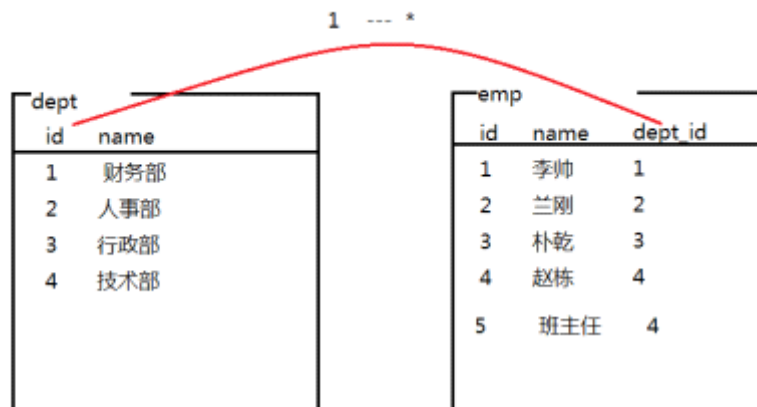 1 --- *
dept
id name
1 财务部
2 人事部
3 行政部
4 技术部
emp
id name dept_id
1 李帅 1
2 兰刚 2
3 朴乾 3
4 赵栋 4
5 班主任 4